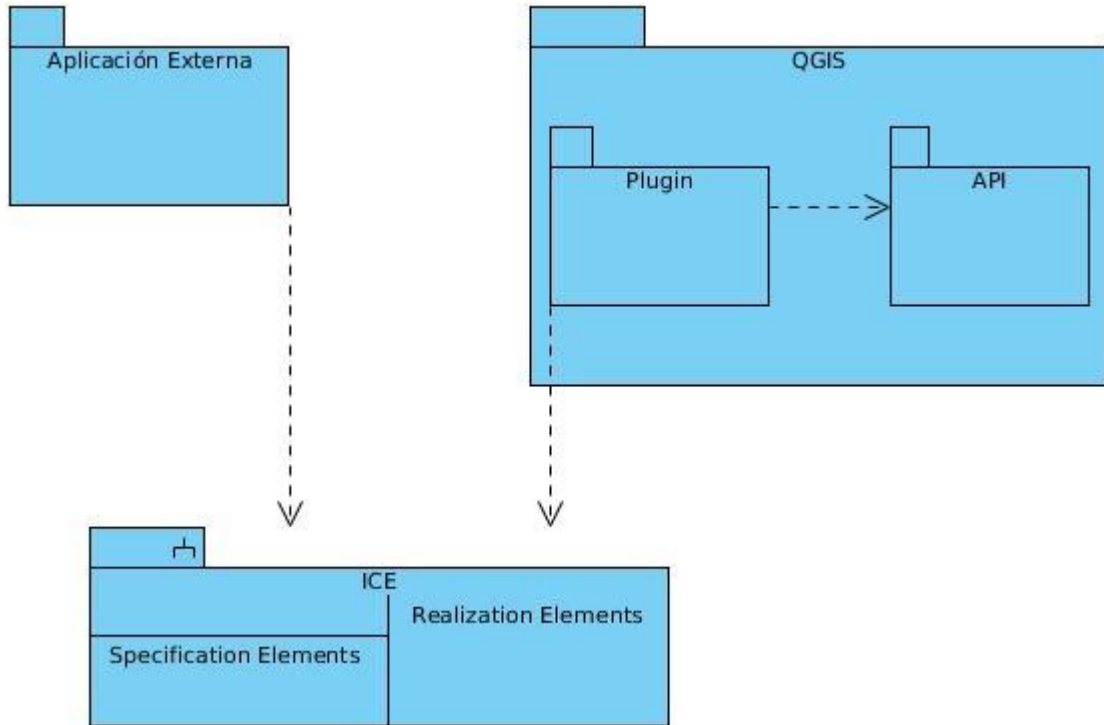 Aplicación Externa
QGIS
Plugin
API
ICE
Realization Elements
Specification Elements